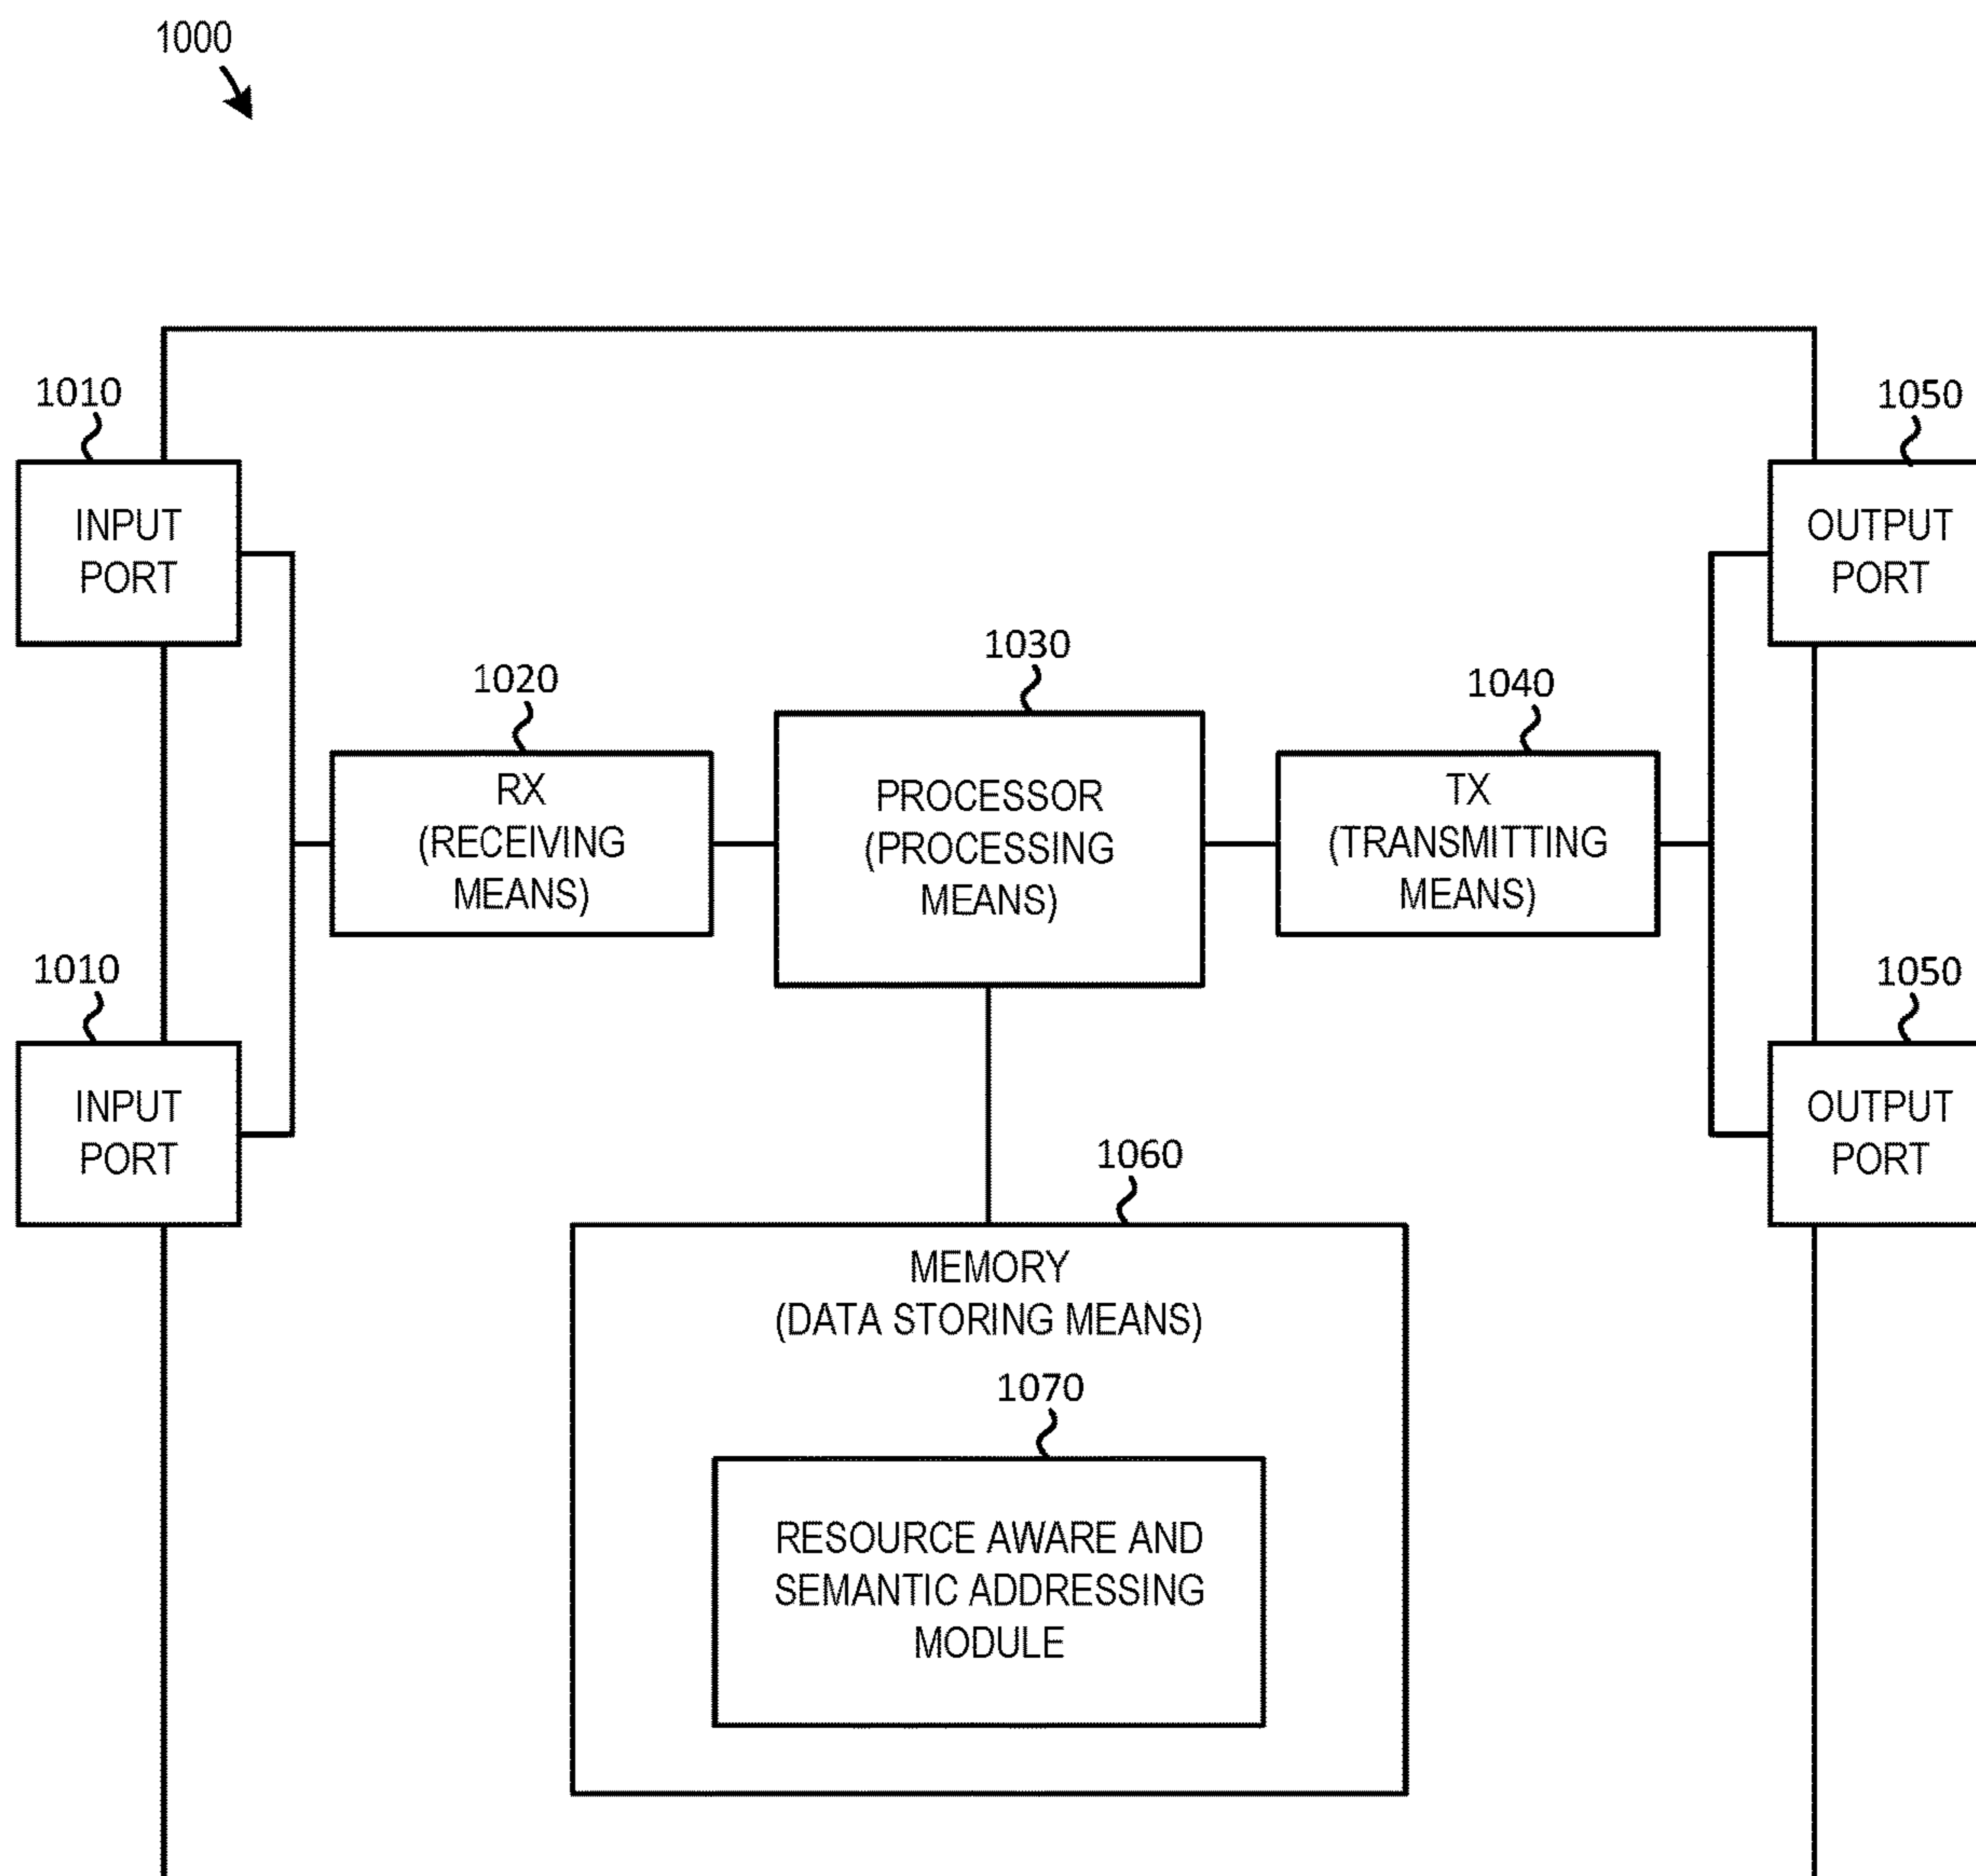 1000
1010
1050
INPUT
PORT
OUTPUT
PORT
1020
1030
1040
RX
(RECEIVING
MEANS)
PROCESSOR
(PROCESSING
MEANS)
TX
(TRANSMITTING
MEANS)
1010
1050
INPUT
PORT
OUTPUT
PORT
1060
MEMORY
(DATA STORING MEANS)
1070
RESOURCE AWARE AND
SEMANTIC ADDRESSING
MODULE